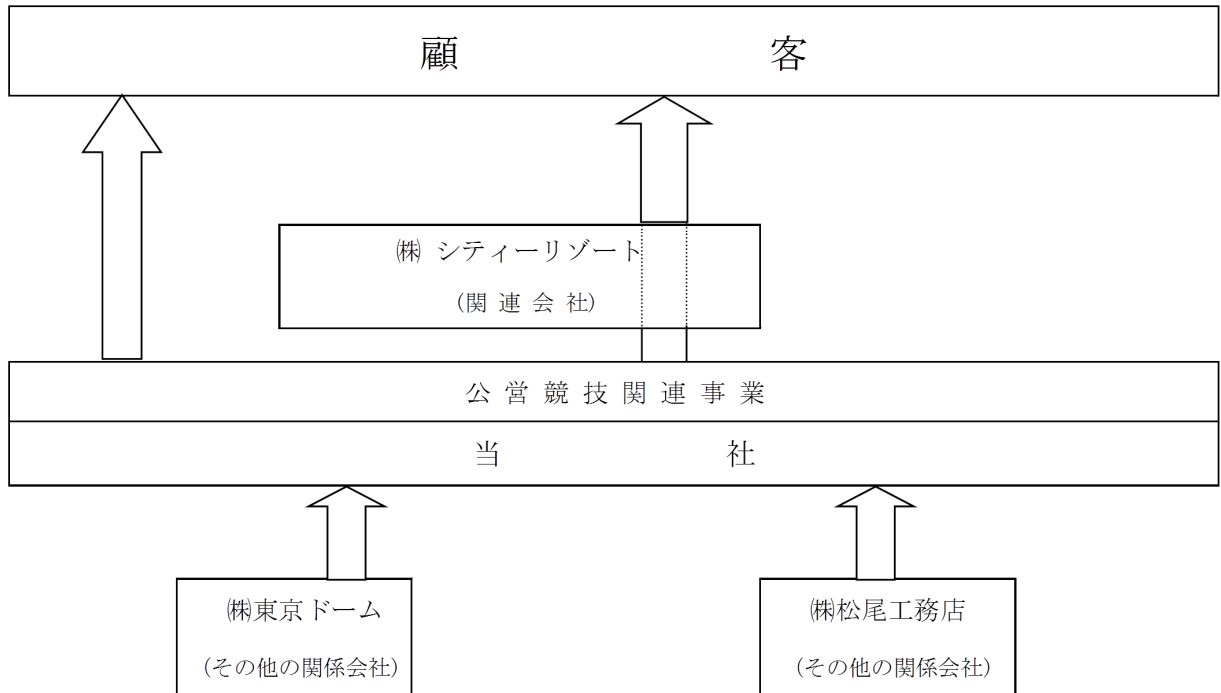 顧客
㈱ シティーリゾート
(関 連 会 社)
公 営 競 技 関 連 事 業
当社
㈱東京ドーム
(その他の関係会社)
㈱松尾工務店
(その他の関係会社)